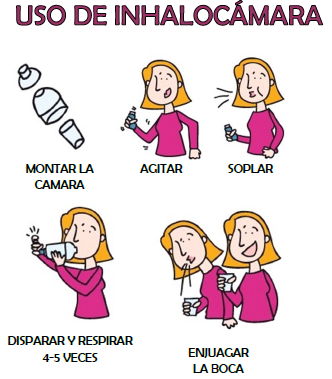 USO DE INHALOCÁMARA
MONTAR LA
CAMARA
AGITAR
SOPLAR
DISPARAR Y RESPIRAR
4-5 VECES
ENJUAGAR
LA BOCA